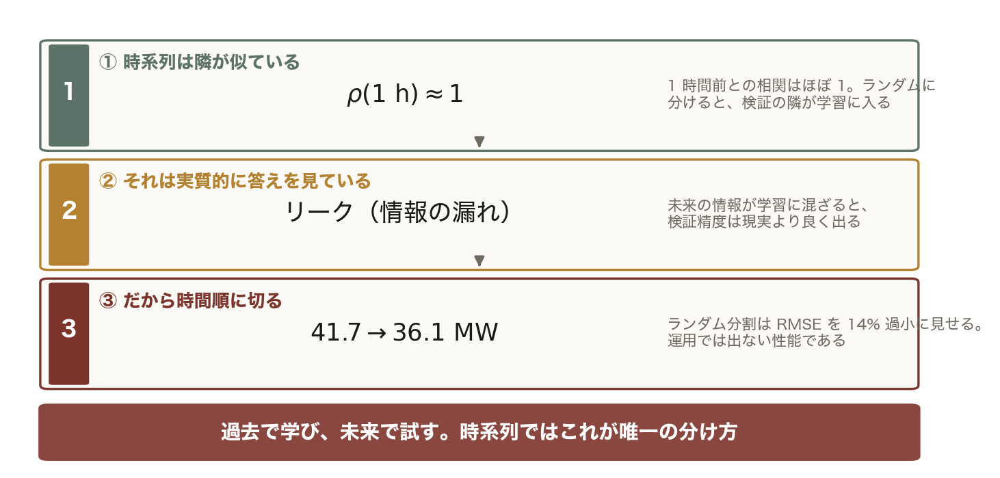 1
① 時系列は隣が似ている
ρ(1 h) ≈ 1
1 時間前との相関はほぼ 1。ランダムに
分けると、検証の隣が学習に入る
2
② それは実質的に答えを見ている
リーク（情報の漏れ）
未来の情報が学習に混ざると、
検証精度は現実より良く出る
3
③ だから時間順に切る
41.7 → 36.1 MW
ランダム分割は RMSE を 14% 過小に見せる。
運用では出ない性能である
過去で学び、未来で試す。時系列ではこれが唯一の分け方